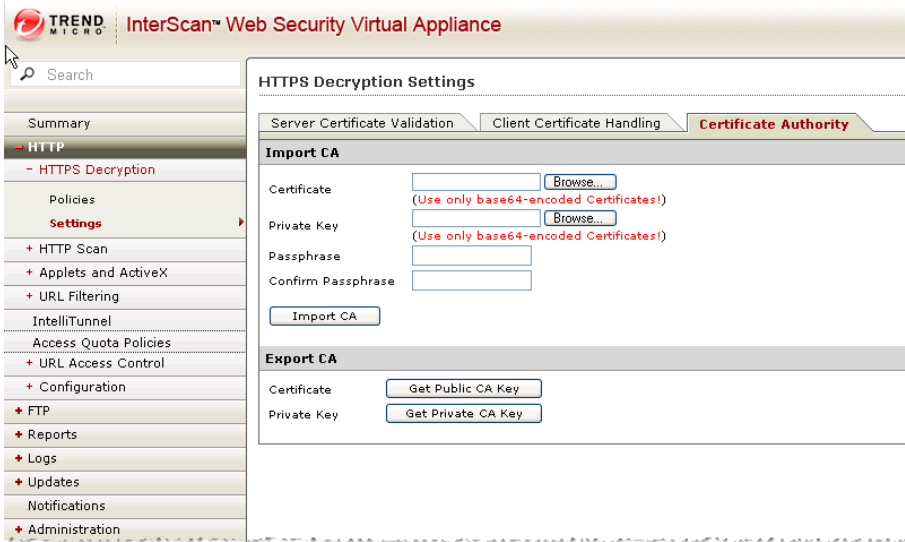 TREND MICRO InterScan™ Web Security Virtual Appliance
Search
Summary
HTTP
HTTPS Decryption
Policies
Settings
+ HTTP Scan
+ Applets and ActiveX
+ URL Filtering
IntelliTunnel
Access Quota Policies
+ URL Access Control
+ Configuration
+ FTP
+ Reports
+ Logs
+ Updates
Notifications
+ Administration
HTTPS Decryption Settings
Server Certificate Validation Client Certificate Handling Certificate Authority
Import CA
Certificate Browse...
(Use only base64-encoded Certificates!)
Private Key Browse...
(Use only base64-encoded Certificates!)
Passphrase
Confirm Passphrase
Import CA
Export CA
Certificate Get Public CA Key
Private Key Get Private CA Key